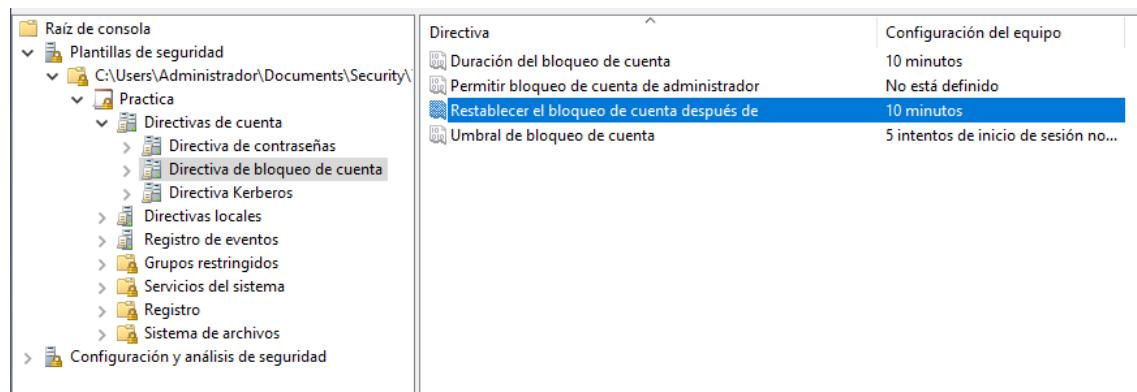 Raíz de consola
Plantillas de seguridad
C:\Users\Administrador\Documents\Security\
Practica
Directivas de cuenta
Directiva de contraseñas
Directiva de bloqueo de cuenta
Directiva Kerberos
Directivas locales
Registro de eventos
Grupos restringidos
Servicios del sistema
Registro
Sistema de archivos
Configuración y análisis de seguridad
Directiva Configuración del equipo
Duración del bloqueo de cuenta 10 minutos
Permitir bloqueo de cuenta de administrador No está definido
Restablecer el bloqueo de cuenta después de 10 minutos
Umbral de bloqueo de cuenta 5 intentos de inicio de sesión no...